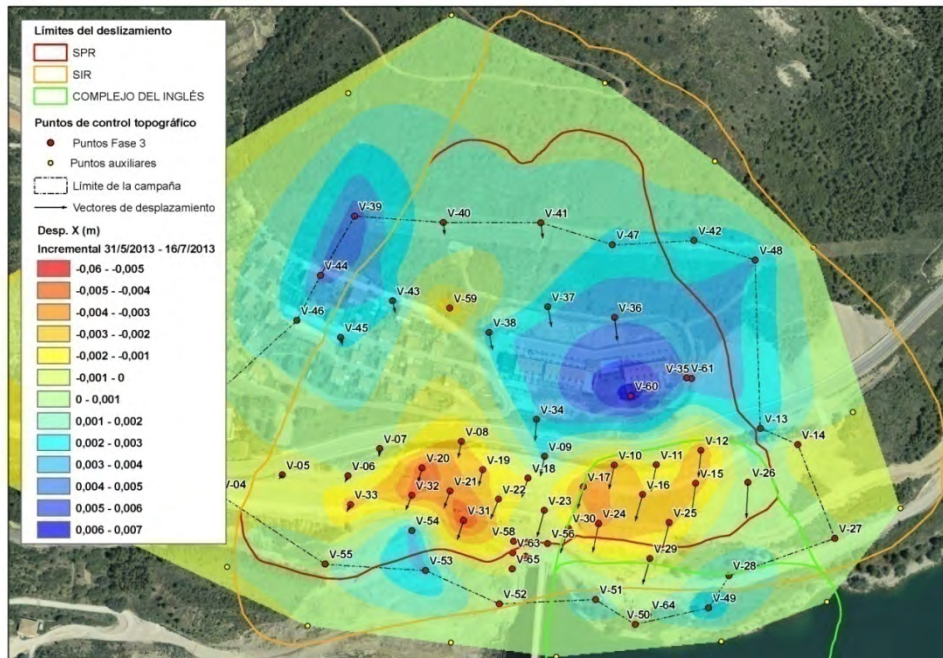 Límites del deslizamiento
SPR
SIR
COMPLEJO DEL INGLÉS
Puntos de control topográfico
Puntos Fase 3
Puntos auxiliares
Límite de la campaña
Vectores de desplazamiento
Desp. X (m)
Incremental 31/5/2013 - 16/7/2013
-0,06 - -0,005
-0,005 - -0,004
-0,004 - -0,003
-0,003 - -0,002
-0,002 - -0,001
-0,001 - 0
0 - 0,001
0,001 - 0,002
0,002 - 0,003
0,003 - 0,004
0,004 - 0,005
0,005 - 0,006
0,006 - 0,007
V-39
V-40
V-41
V-47
V-42
V-48
V-44
V-46
V-43
V-45
V-59
V-38
V-37
V-36
V-35
V-61
V-60
V-34
V-13
V-14
V-07
V-08
V-09
V-12
V-04
V-05
V-06
V-20
V-19
V-18
V-10
V-11
V-15
V-26
V-33
V-32
V-21
V-22
V-17
V-16
V-23
V-31
V-30
V-24
V-25
V-54
V-58
V-56
V-27
V-63
V-65
V-29
V-55
V-53
V-28
V-52
V-51
V-64
V-49
V-50